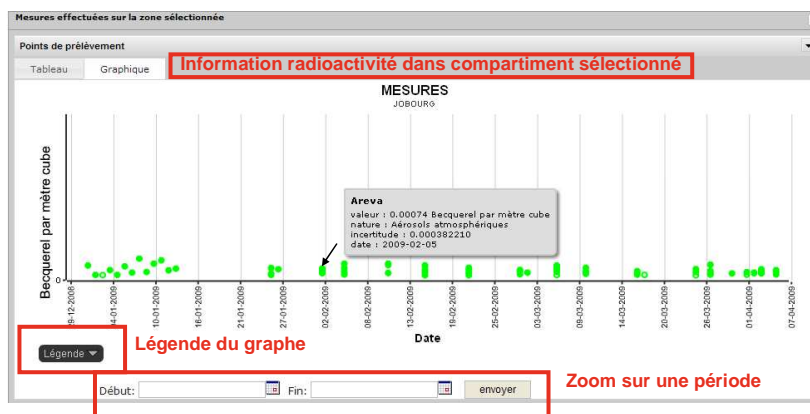 Mesures effectuées sur la zone sélectionnée
Points de prélèvement
Tableau
Graphique
Information radioactivité dans compartiment sélectionné
MESURES
JOBOURG
Becquerel par mètre cube
0
Areva
valeur : 0.00074 Becquerel par mètre cube
nature : Aérosols atmosphériques
incertitude : 0.000382210
date : 2009-02-05
29-12-2008
04-01-2009
10-01-2009
16-01-2009
21-01-2009
27-01-2009
02-02-2009
08-02-2009
13-02-2009
19-02-2009
25-02-2009
03-03-2009
09-03-2009
14-03-2009
20-03-2009
26-03-2009
01-04-2009
07-04-2009
Date
Légende
Légende du graphe
Début:
Fin:
envoyer
Zoom sur une période